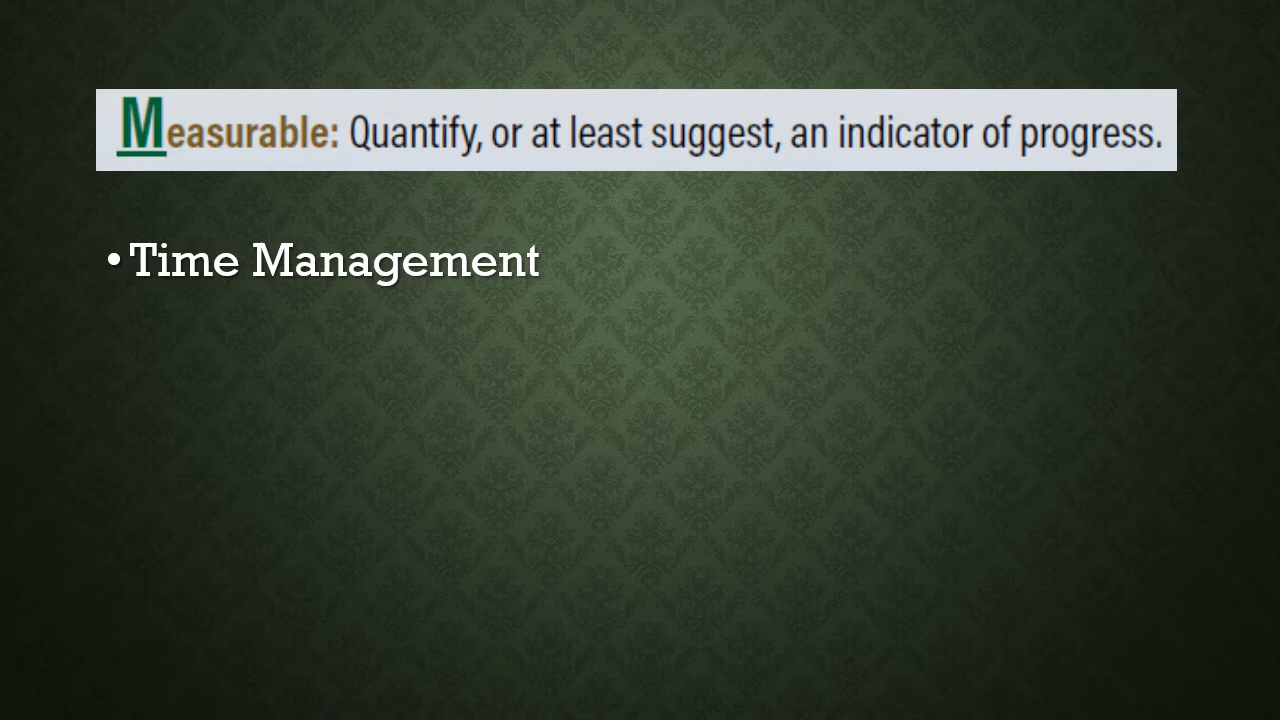 Measurable: Quantify, or at least suggest, an indicator of progress.
• Time Management